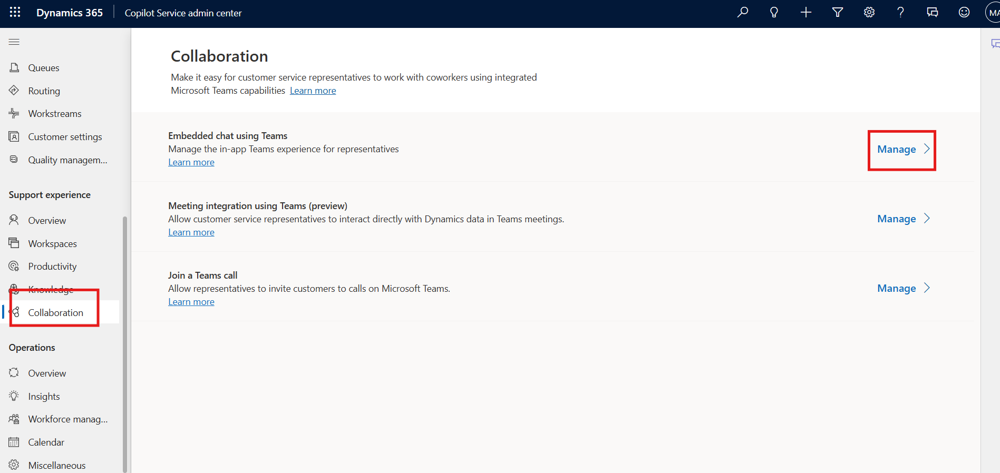 Dynamics 365
Copilot Service admin center
MA
Queues
Routing
Workstreams
Customer settings
Quality managem...
Support experience
Overview
Workspaces
Productivity
Knowledge
Collaboration
Operations
Overview
Insights
Workforce manag...
Calendar
Miscellaneous
Collaboration
Make it easy for customer service representatives to work with coworkers using integrated
Microsoft Teams capabilities Learn more
Embedded chat using Teams
Manage the in-app Teams experience for representatives
Learn more
Manage
Meeting integration using Teams (preview)
Allow customer service representatives to interact directly with Dynamics data in Teams meetings.
Learn more
Manage
Join a Teams call
Allow representatives to invite customers to calls on Microsoft Teams.
Learn more
Manage